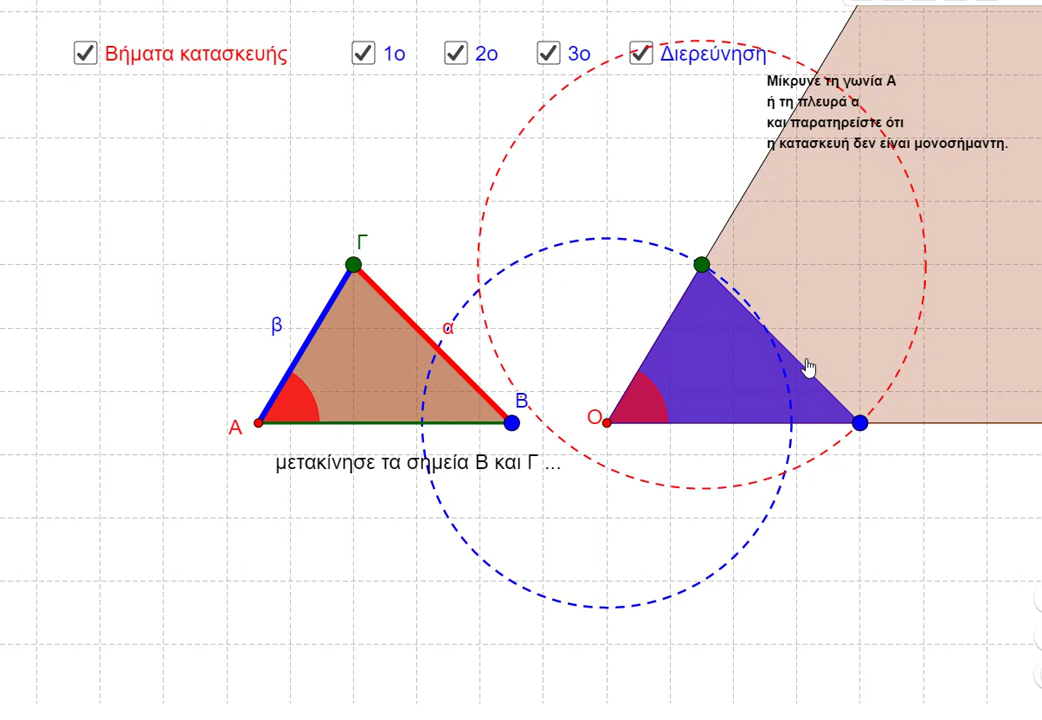 Βήματα κατασκευής
1ο
2ο
3ο
Διερεύνηση
Μίκρυνε τη γωνία Α
ή τη πλευρά α
και παρατηρείστε ότι
η κατασκευή δεν είναι μονοσήμαντη.
Γ
β
α
Β
Α
Ο
μετακίνησε τα σημεία Β και Γ ...